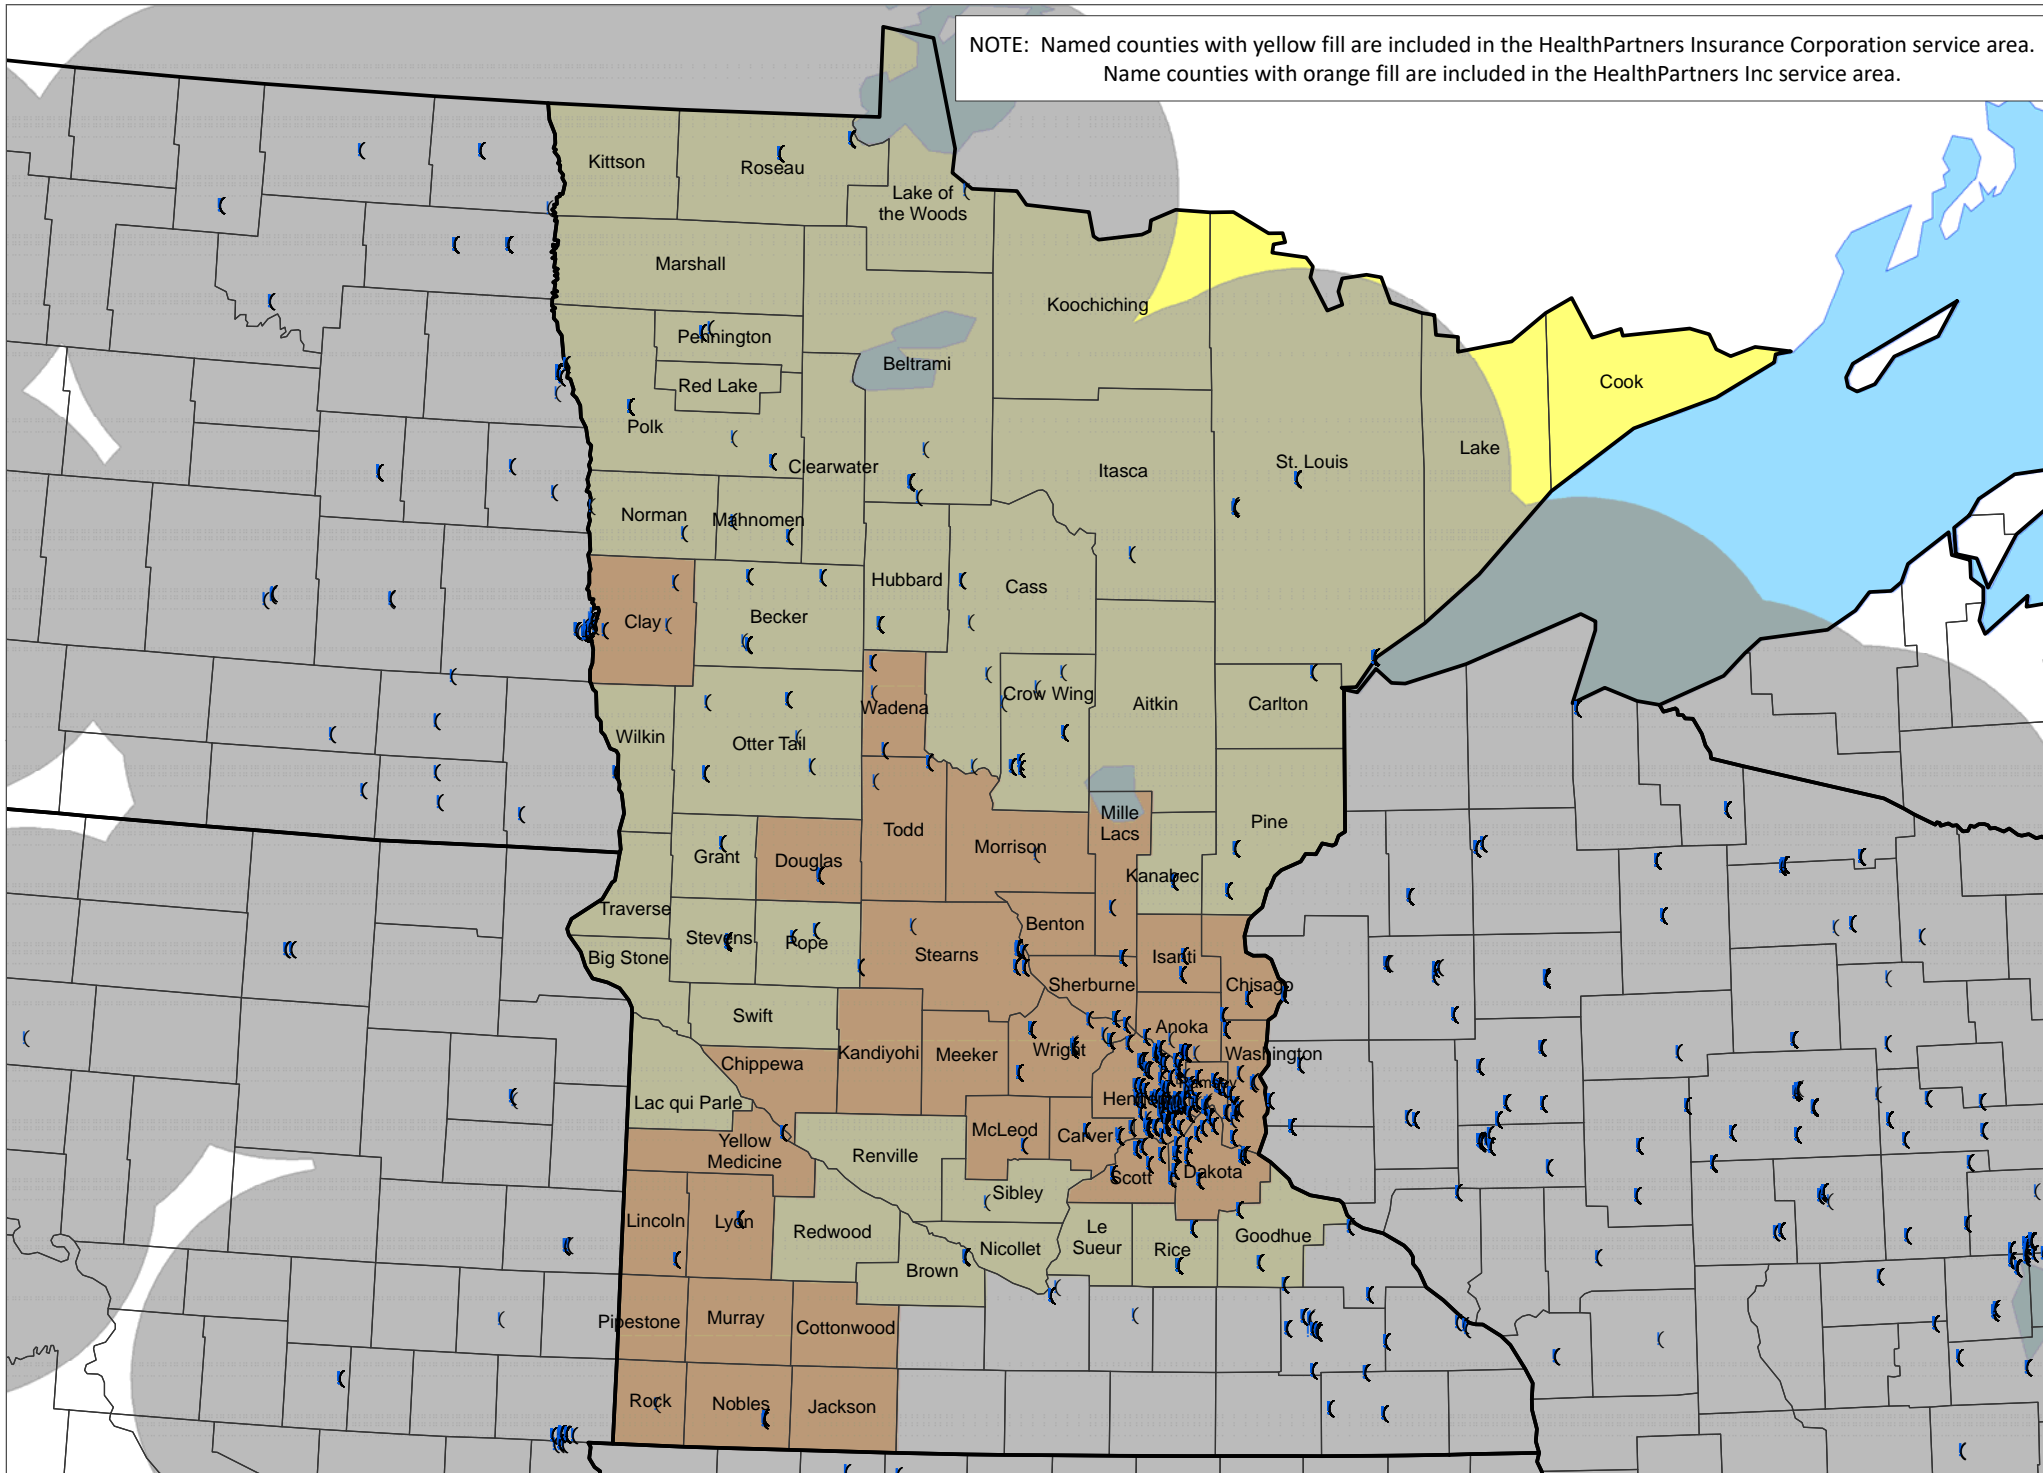 NOTE: Named counties with yellow fill are included in the HealthPartners Insurance Corporation service area.
Name counties with orange fill are included in the HealthPartners Inc service area.
Kittson
Roseau
Lake of
the Woods
Marshall
Koochiching
Pennington
Beltrami
Red Lake
Cook
Polk
Clearwater
Itasca
St. Louis
Lake
Norman
Mahnomen
Hubbard
Cass
Clay
Becker
Crow Wing
Wadena
Aitkin
Carlton
Wilkin
Otter Tail
Mille
Lacs
Todd
Morrison
Pine
Grant
Douglas
Kanabec
Traverse
Stevens
Pope
Benton
Big Stone
Stearns
Isanti
Sherburne
Chisago
Swift
Anoka
Kandiyohi
Meeker
Wright
Washington
Chippewa
Ramsey
Lac qui Parle
Hennepin
McLeod
Carver
Yellow
Medicine
Renville
Scott
Dakota
Sibley
Lincoln
Lyon
Redwood
Le
Sueur
Rice
Goodhue
Nicollet
Brown
Pipestone
Murray
Cottonwood
Rock
Nobles
Jackson